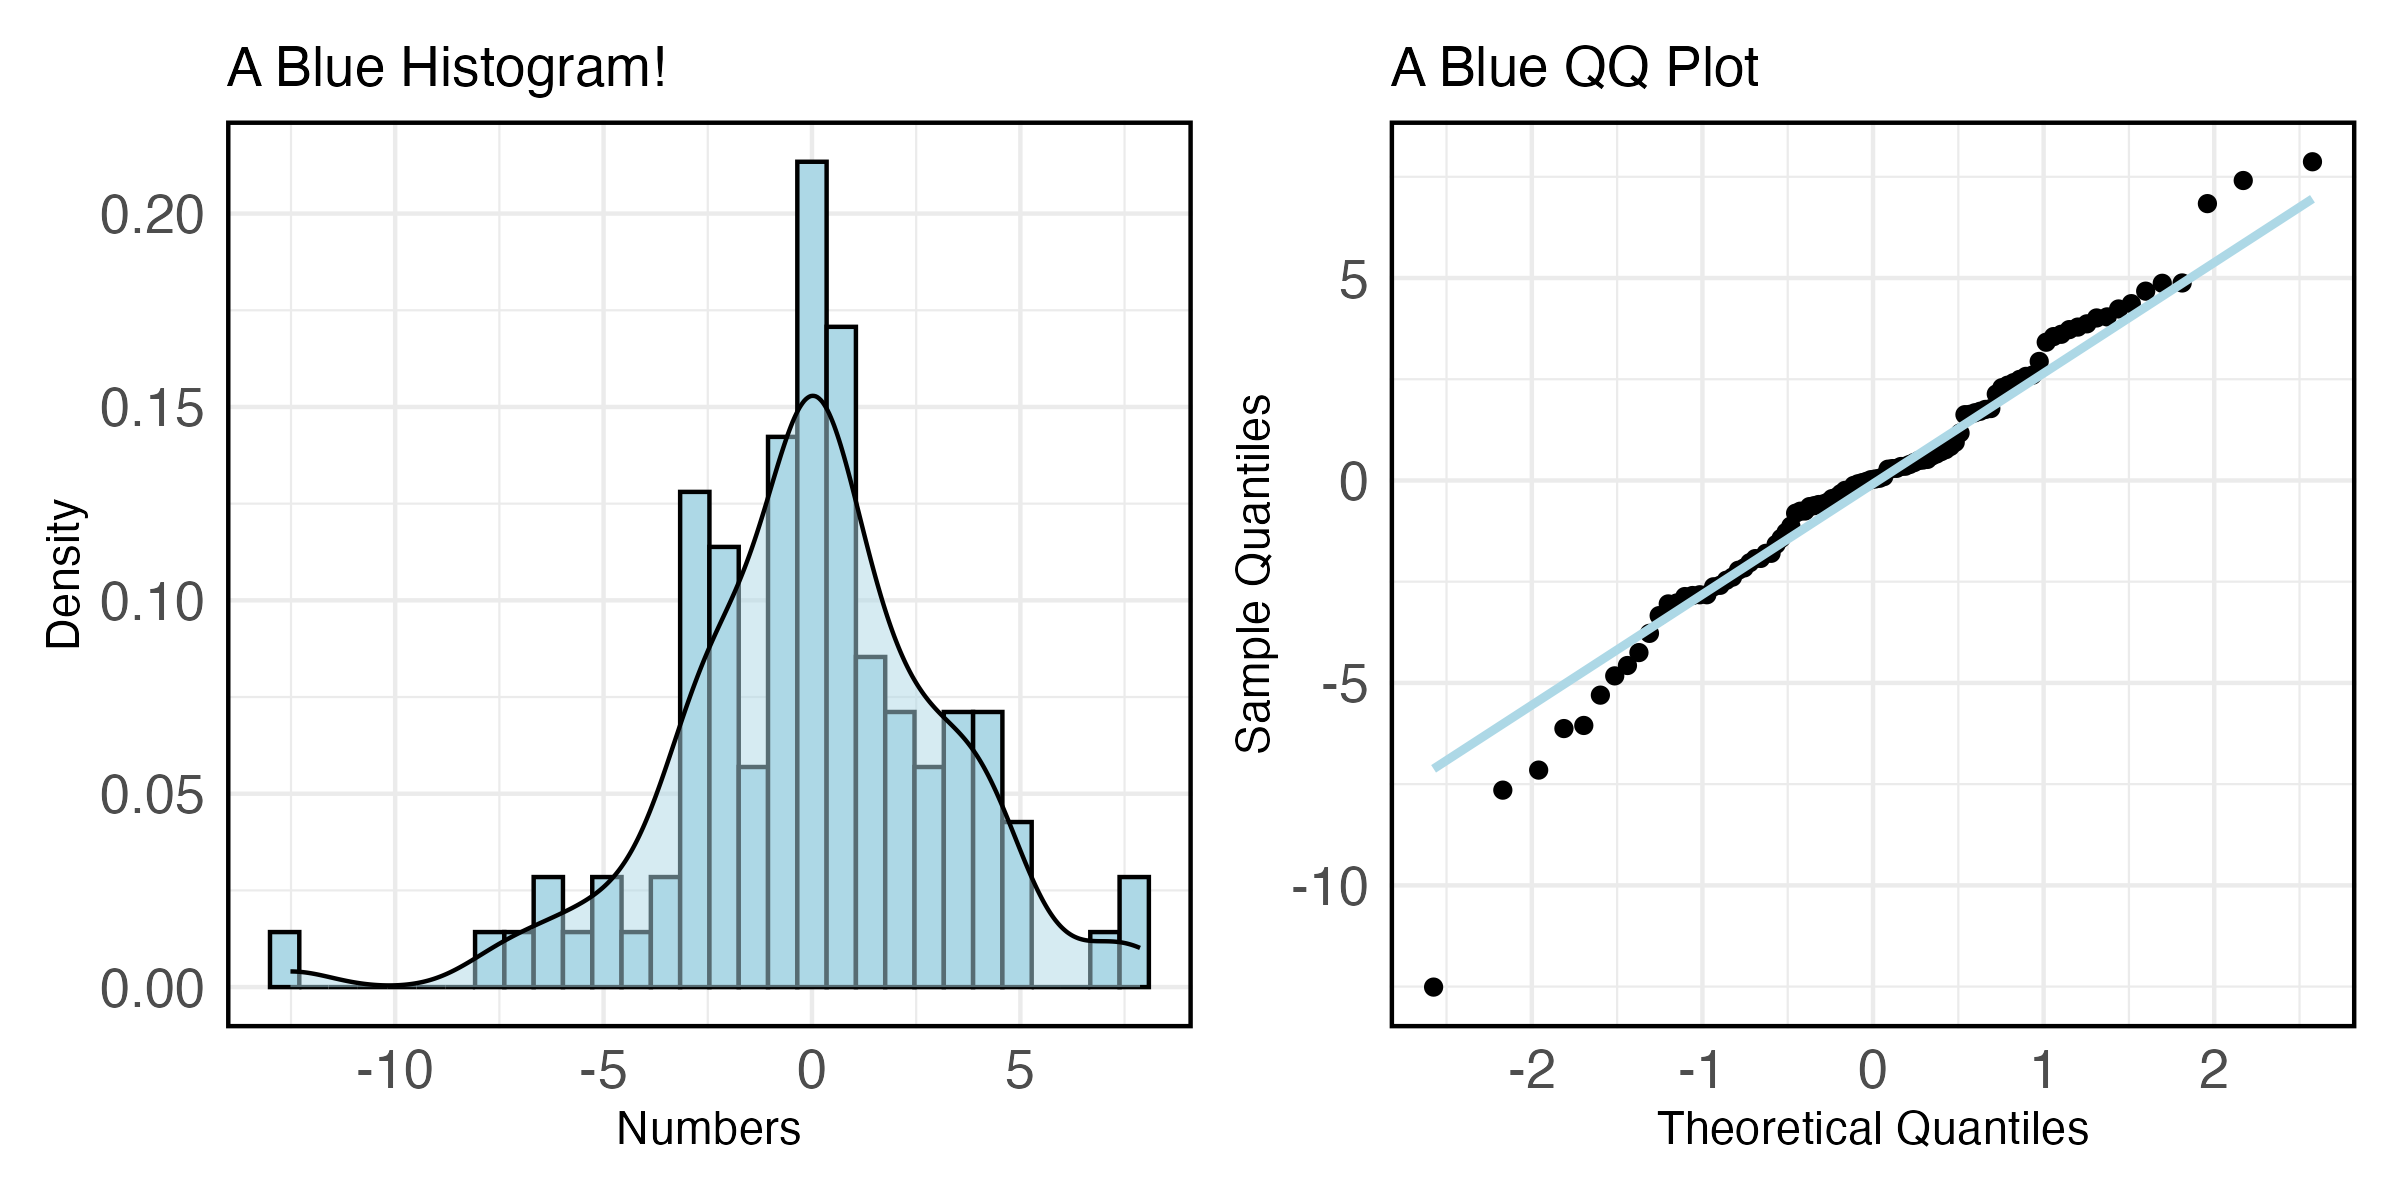 A Blue Histogram!
Density
0.20
0.15
0.10
0.05
0.00
-10 -5 0 5
Numbers
A Blue QQ Plot
Sample Quantiles
5
0
-5
-10
-2 -1 0 1 2
Theoretical Quantiles